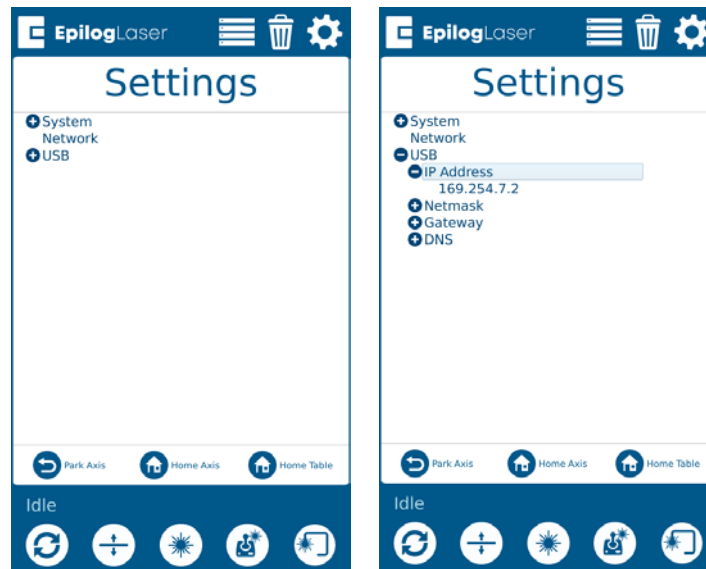 EpilogLaser
Settings
System
Network
USB
Park Axis
Home Axis
Home Table
Idle
EpilogLaser
Settings
System
Network
USB
IP Address
169.254.7.2
Netmask
Gateway
DNS
Park Axis
Home Axis
Home Table
Idle